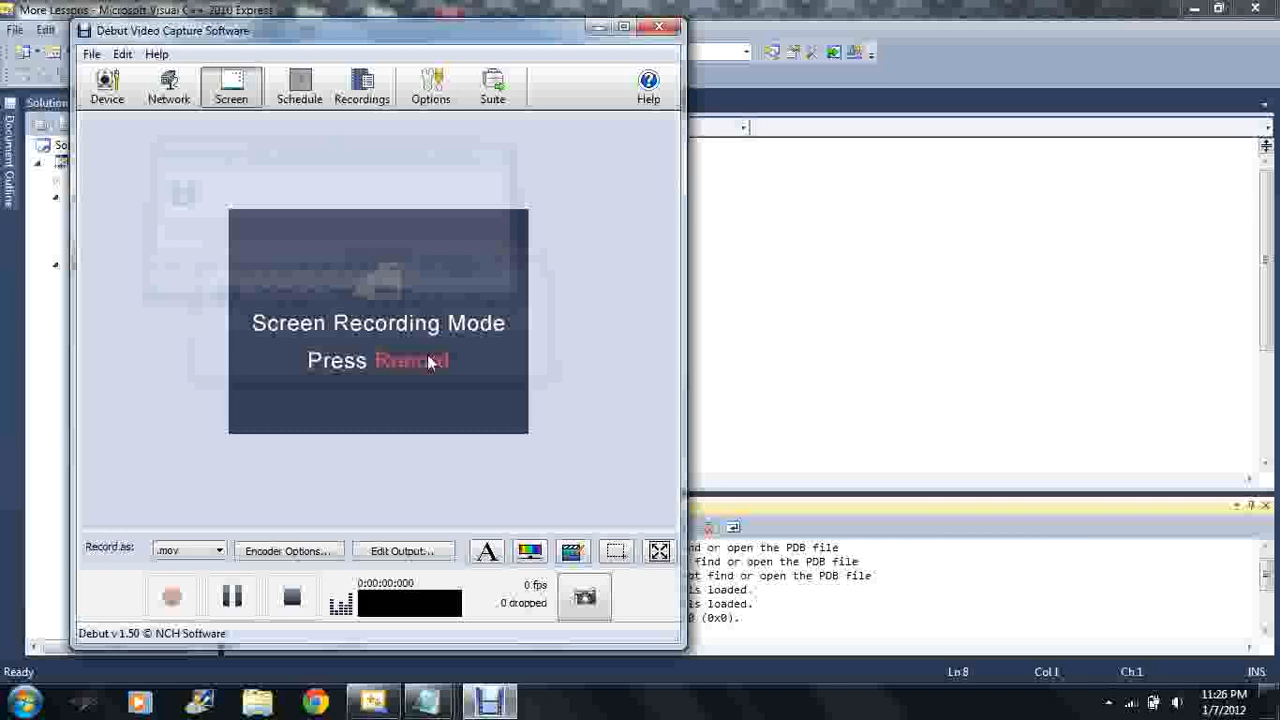 More Lessons - Microsoft Visual C++ 2010 Express
File Edit
Debut Video Capture Software
File Edit Help
Device Network Screen Schedule Recordings Options Suite Help
Solution
Document Outline
Screen Recording Mode
Press
Record as: .mov Encoder Options... Edit Output...
0:00:00:000
0 fps
0 dropped
Debut v 1.50 © NCH Software
or open the PDB file
find or open the PDB file
find or open the PDB file
is loaded.
is loaded.
0 (0x0).
Ready Ln 8 Col 1 Ch 1 INS
11:26 PM
1/7/2012